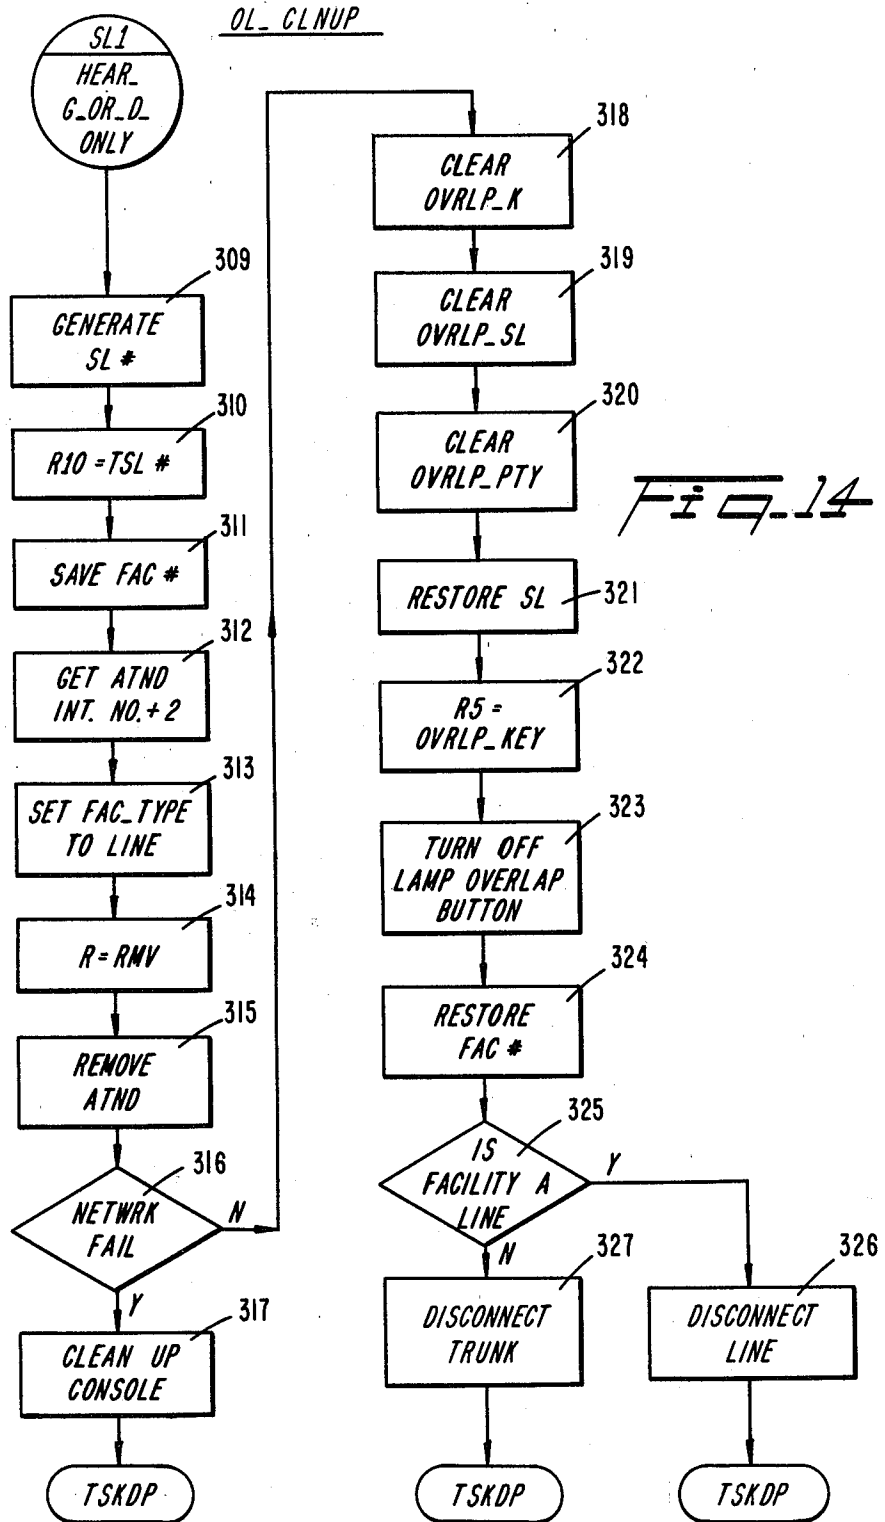 OL_ CLNUP
SL1
HEAR_
G_OR_D_
ONLY
309
GENERATE
SL #
310
R10 = TSL #
311
SAVE FAC #
312
GET ATND
INT. NO. + 2
313
SET FAC_TYPE
TO LINE
314
R = RMV
315
REMOVE
ATND
316
NETWRK
FAIL
N
Y
317
CLEAN UP
CONSOLE
TSKDP
318
CLEAR
OVRLP_K
319
CLEAR
OVRLP_SL
320
CLEAR
OVRLP_PTY
321
RESTORE SL
322
R5 =
OVRLP_KEY
323
TURN OFF
LAMP OVERLAP
BUTTON
324
RESTORE
FAC #
325
IS
FACILITY A
LINE
Y
N
327
DISCONNECT
TRUNK
TSKDP
326
DISCONNECT
LINE
TSKDP
Fig_14